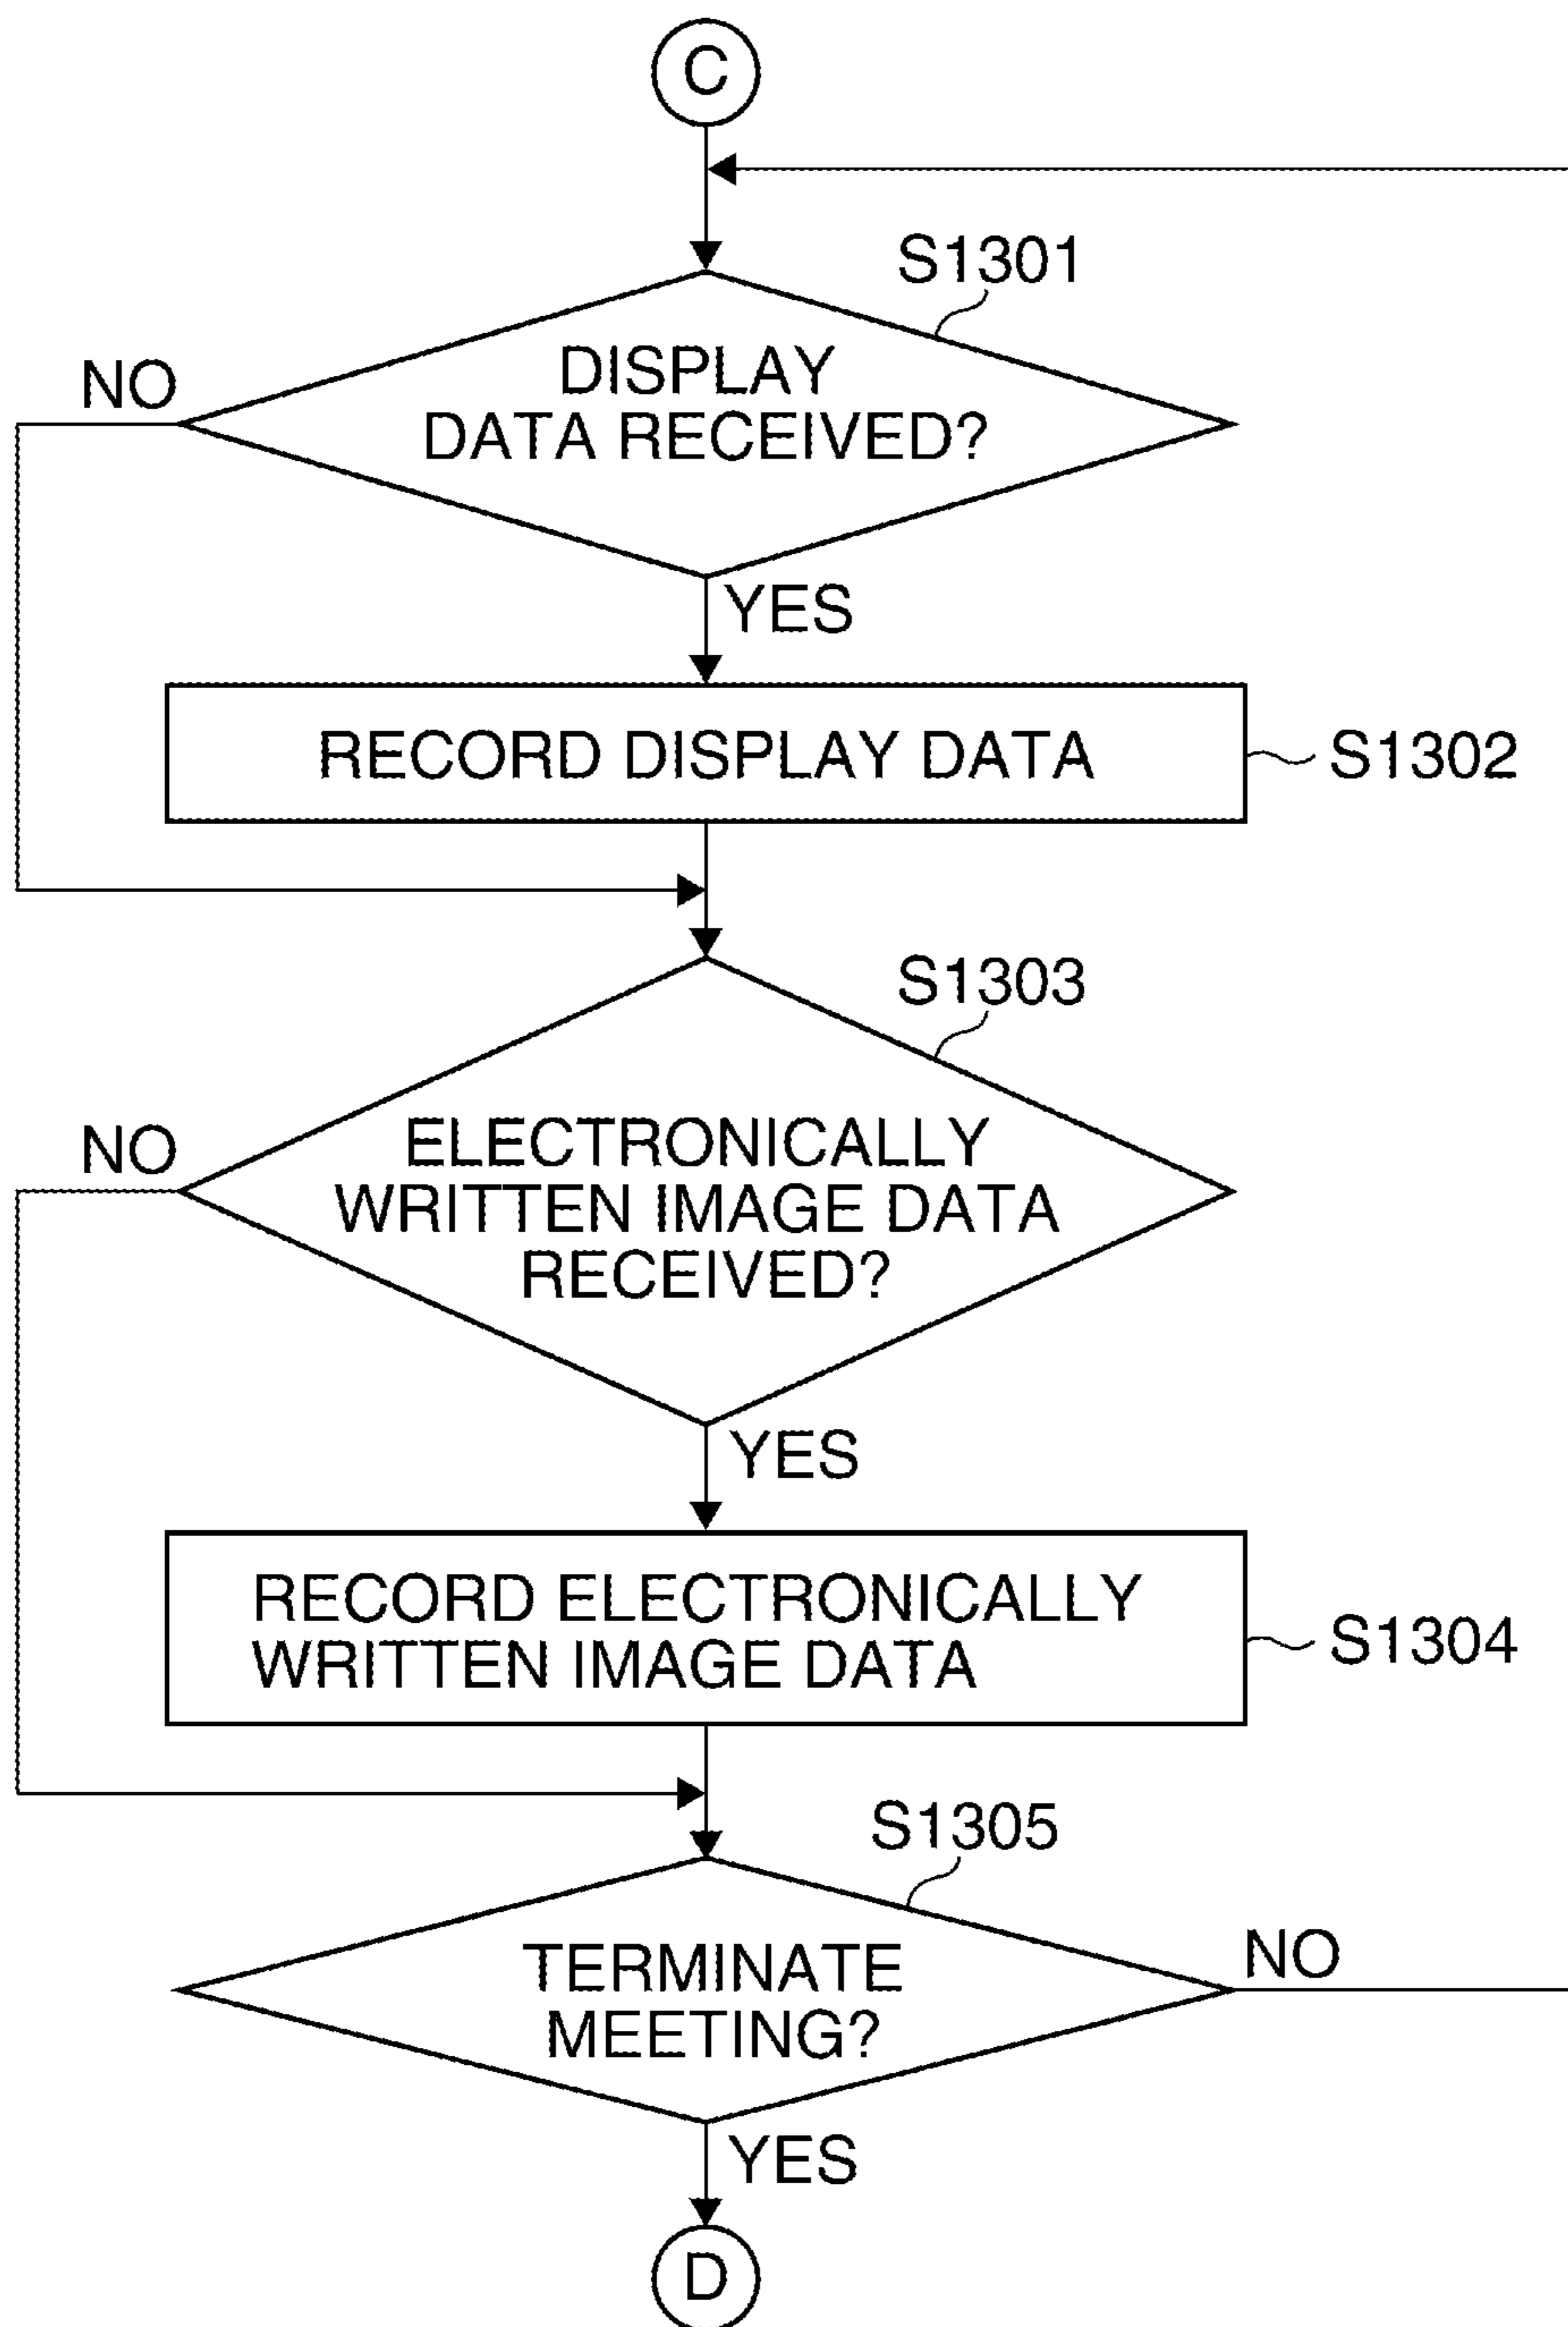 C
S1301
NO
DISPLAY
DATA RECEIVED?
YES
RECORD DISPLAY DATA
S1302
S1303
NO
ELECTRONICALLY
WRITTEN IMAGE DATA
RECEIVED?
YES
RECORD ELECTRONICALLY
WRITTEN IMAGE DATA
S1304
S1305
TERMINATE
MEETING?
NO
YES
D